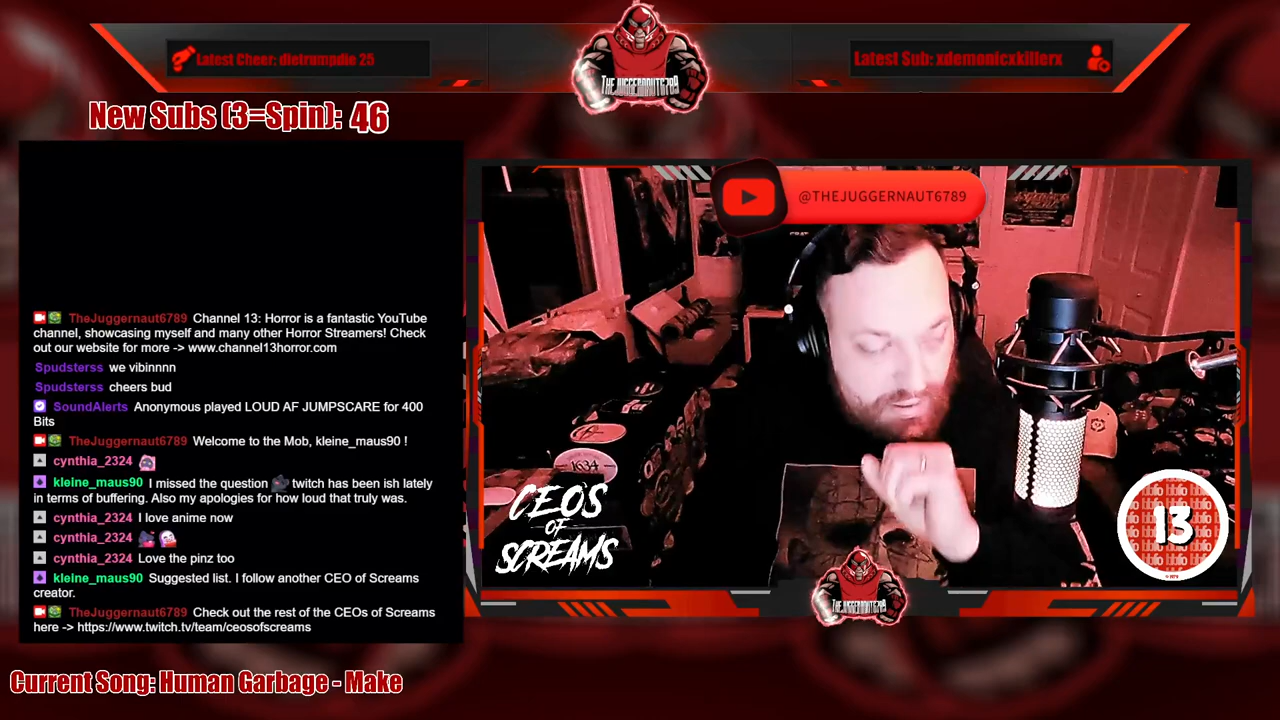 Latest Cheer: dietrumpdie 25
THEJUGGERNAUT6789
Latest Sub: xdemonicxkillerx
New Subs (3=Spin): 46
@THEJUGGERNAUT6789
TheJuggernaut6789 Channel 13: Horror is a fantastic YouTube
channel, showcasing myself and many other Horror Streamers! Check
out our website for more -> www.channel13horror.com
Spudsterss we vibinnnn
Spudsterss cheers bud
SoundAlerts Anonymous played LOUD AF JUMPSCARE for 400
Bits
TheJuggernaut6789 Welcome to the Mob, kleine_maus90 !
cynthia_2324
kleine_maus90 I missed the question twitch has been ish lately
in terms of buffering. Also my apologies for how loud that truly was.
cynthia_2324 I love anime now
cynthia_2324
cynthia_2324 Love the pinz too
kleine_maus90 Suggested list. I follow another CEO of Screams
creator.
TheJuggernaut6789 Check out the rest of the CEOs of Screams
here -> https://www.twitch.tv/team/ceosofscreams
1634
CEOS
OF
SCREAMS
13
THEJUGGERNAUT6789
Current Song: Human Garbage - Make